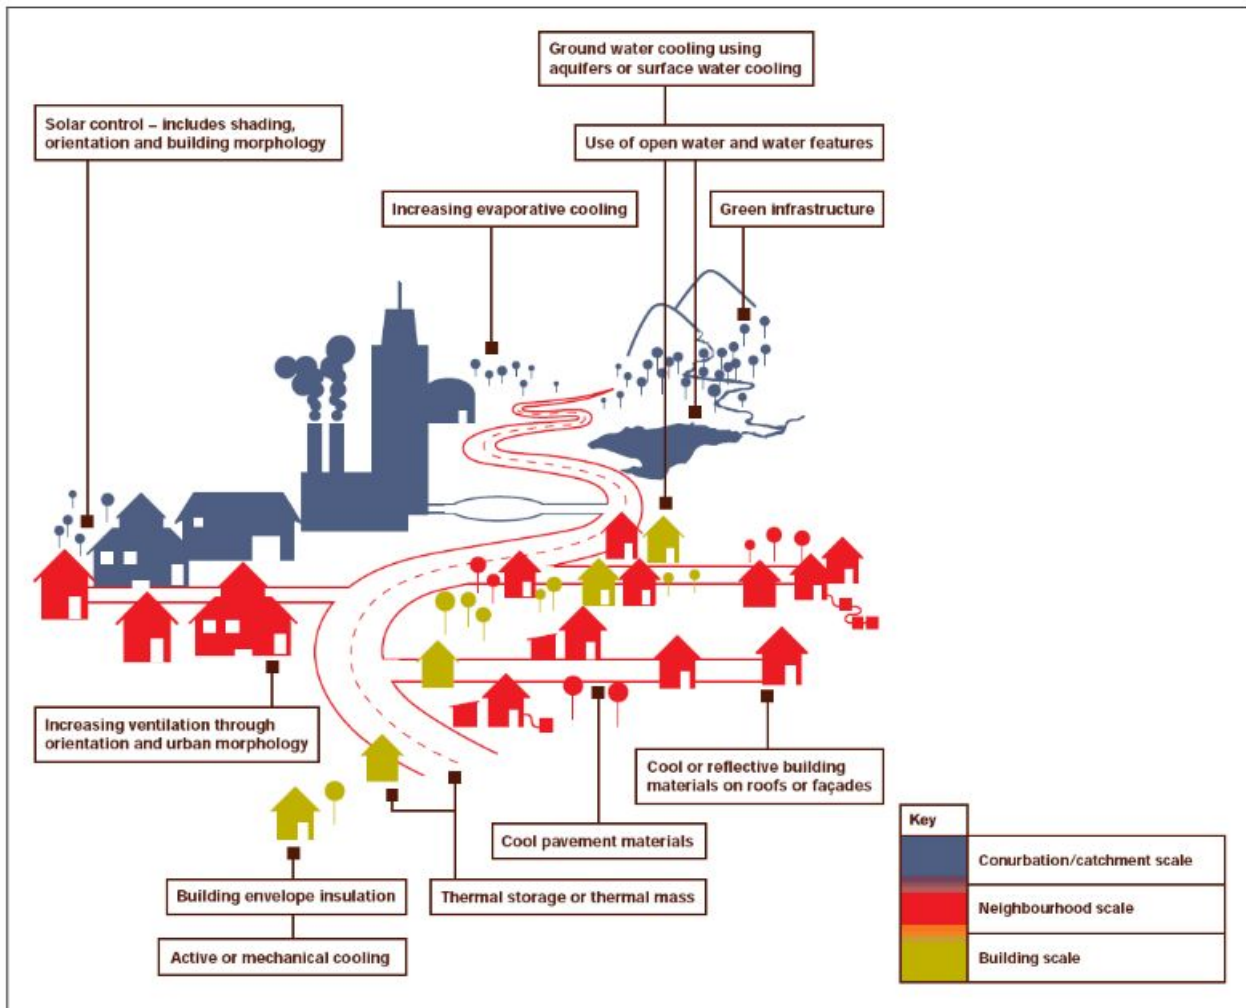 Ground water cooling using
aquifers or surface water cooling
Solar control – includes shading,
orientation and building morphology
Use of open water and water features
Increasing evaporative cooling
Green infrastructure
Increasing ventilation through
orientation and urban morphology
Cool or reflective building
materials on roofs or façades
Cool pavement materials
Building envelope insulation
Thermal storage or thermal mass
Active or mechanical cooling
Key
Conurbation/catchment scale
Neighbourhood scale
Building scale